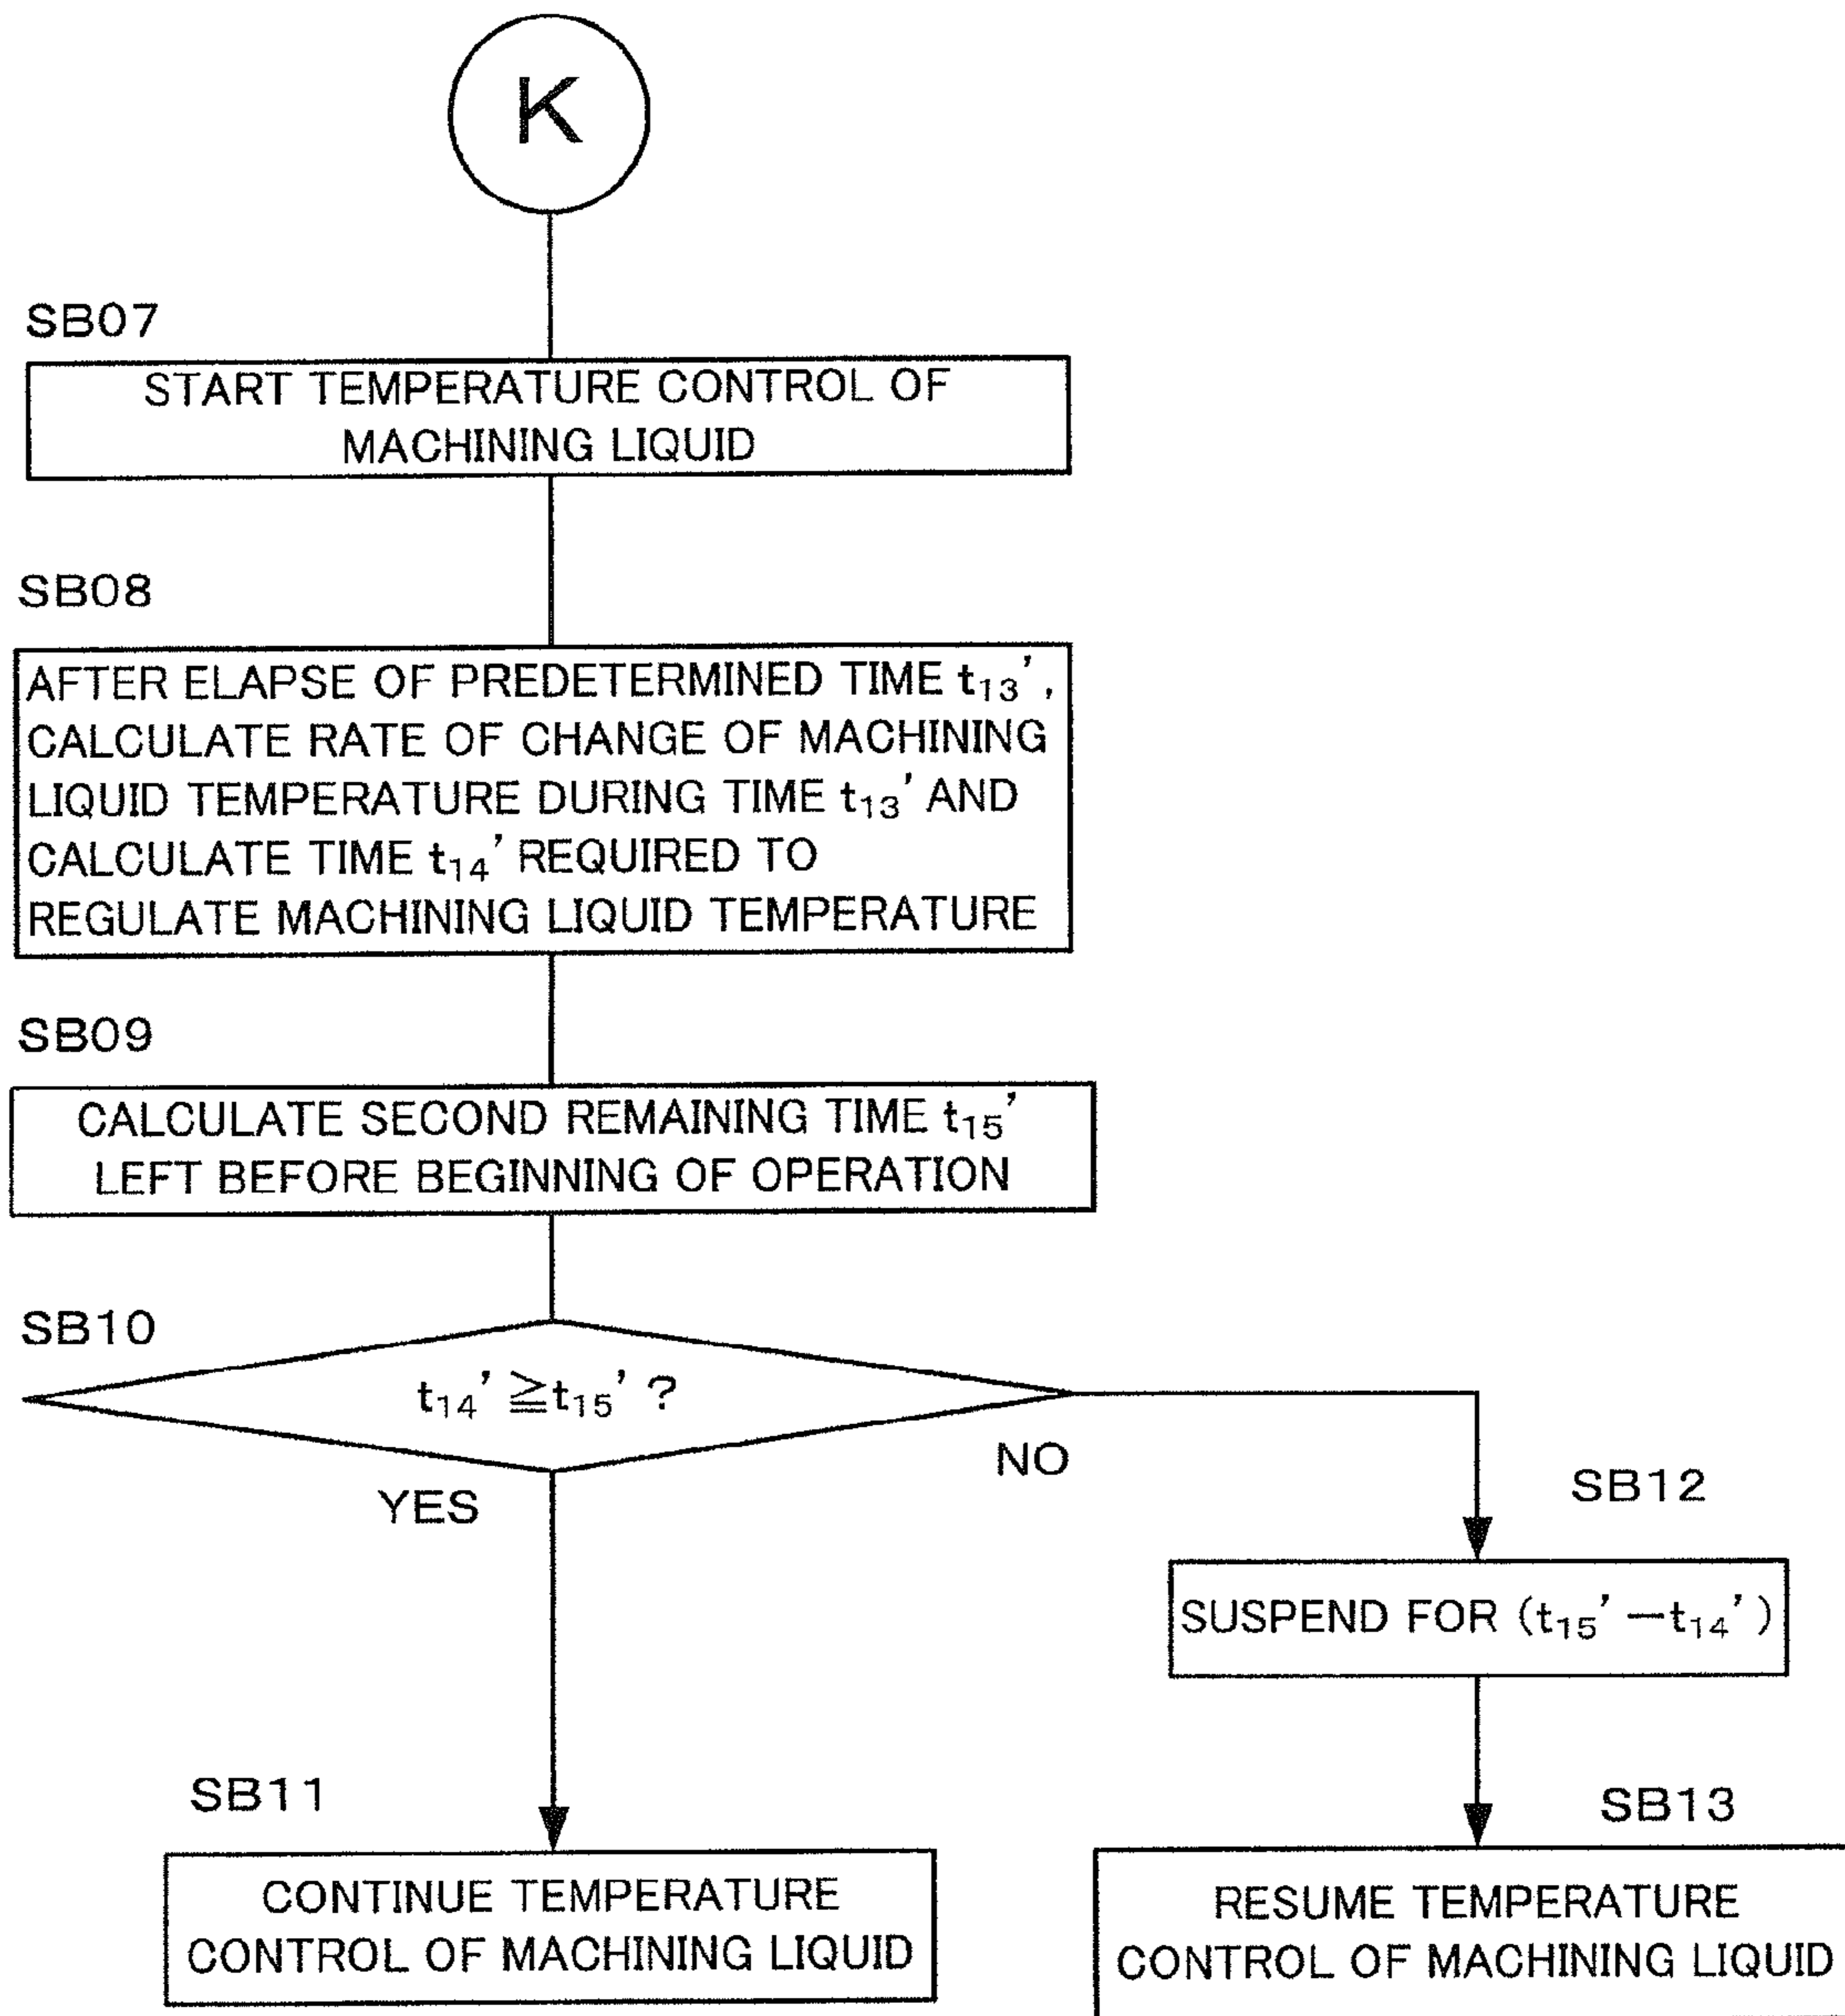 K
SB07
START TEMPERATURE CONTROL OF
MACHINING LIQUID
SB08
AFTER ELAPSE OF PREDETERMINED TIME t₁₃',
CALCULATE RATE OF CHANGE OF MACHINING
LIQUID TEMPERATURE DURING TIME t₁₃' AND
CALCULATE TIME t₁₄' REQUIRED TO
REGULATE MACHINING LIQUID TEMPERATURE
SB09
CALCULATE SECOND REMAINING TIME t₁₅'
LEFT BEFORE BEGINNING OF OPERATION
SB10
t₁₄' ≧ t₁₅' ?
NO
YES
SB12
SUSPEND FOR (t₁₅' − t₁₄')
SB11
CONTINUE TEMPERATURE
CONTROL OF MACHINING LIQUID
SB13
RESUME TEMPERATURE
CONTROL OF MACHINING LIQUID